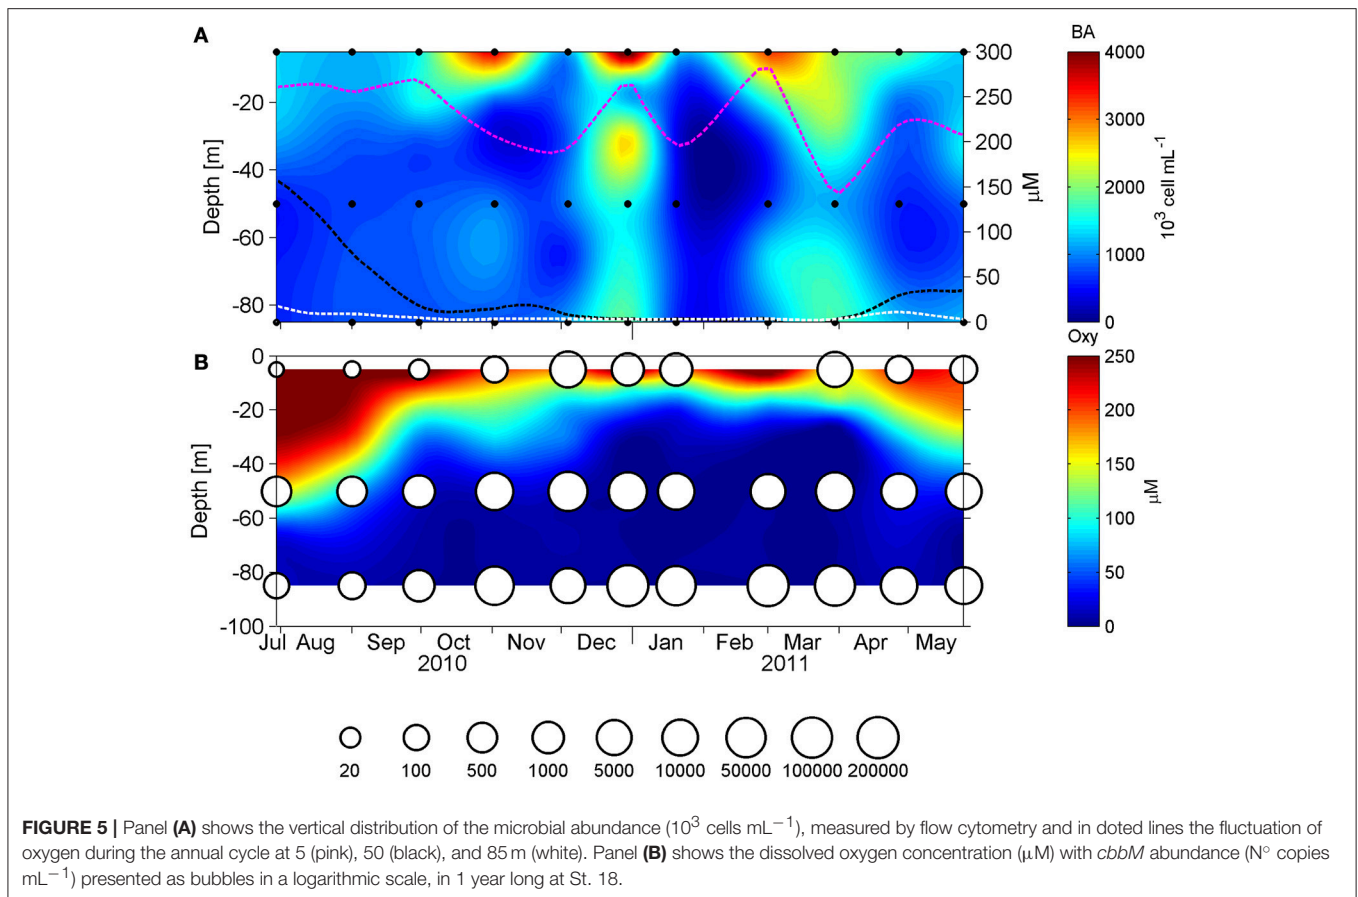 A
BA
300
250
200
150
100
50
0
μM
4000
3000
2000
1000
0
10³ cell mL⁻¹
-20
-40
-60
-80
Depth [m]
B
Oxy
0
-20
-40
-60
-80
-100
Depth [m]
250
200
150
100
50
0
μM
Jul Aug Sep Oct Nov Dec Jan Feb Mar Apr May
2010 2011
20 100 500 1000 5000 10000 50000 100000 200000
FIGURE 5 | Panel (A) shows the vertical distribution of the microbial abundance (10³ cells mL⁻¹), measured by flow cytometry and in doted lines the fluctuation of
oxygen during the annual cycle at 5 (pink), 50 (black), and 85 m (white). Panel (B) shows the dissolved oxygen concentration (μM) with cbbM abundance (N° copies
mL⁻¹) presented as bubbles in a logarithmic scale, in 1 year long at St. 18.